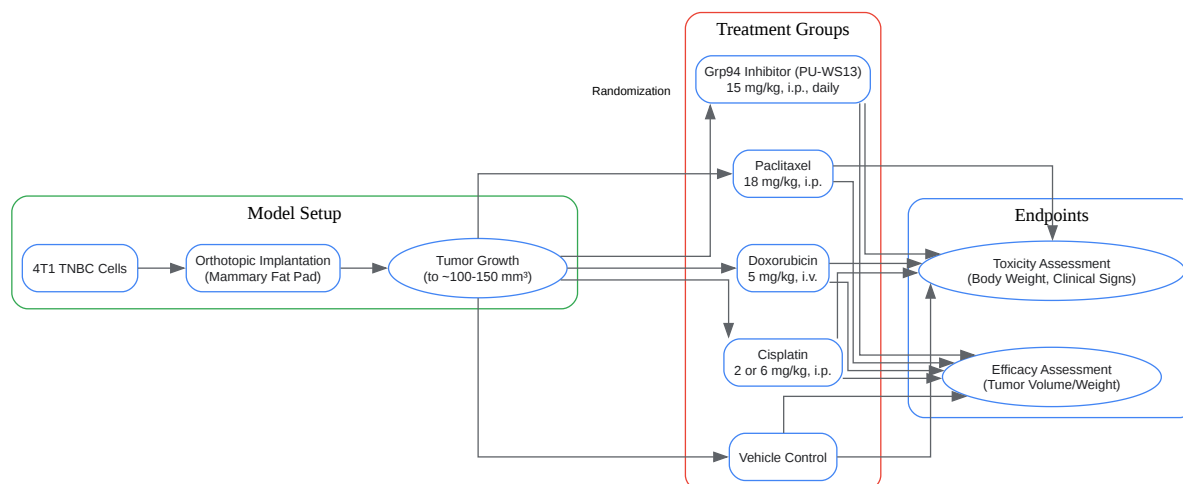 Model Setup
4T1 TNBC Cells
Orthotopic Implantation
(Mammary Fat Pad)
Tumor Growth
(to ~100-150 mm³)
Randomization
Treatment Groups
Grp94 Inhibitor (PU-WS13)
15 mg/kg, i.p., daily
Paclitaxel
18 mg/kg, i.p.
Doxorubicin
5 mg/kg, i.v.
Cisplatin
2 or 6 mg/kg, i.p.
Vehicle Control
Endpoints
Toxicity Assessment
(Body Weight, Clinical Signs)
Efficacy Assessment
(Tumor Volume/Weight)